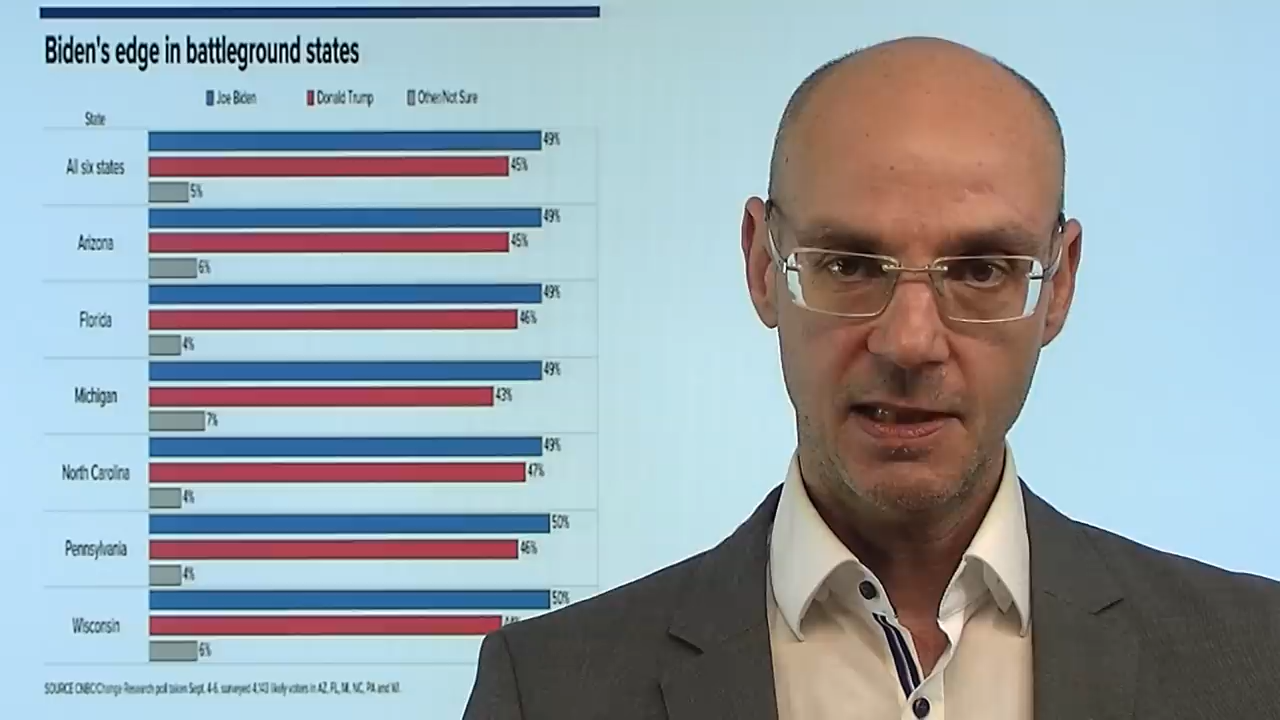 Biden's edge in battleground states
Joe Biden Donald Trump Other/Not Sure
State
All six states
49%
45%
5%
Arizona
49%
45%
6%
Florida
49%
46%
4%
Michigan
49%
43%
7%
North Carolina
49%
47%
4%
Pennsylvania
50%
46%
4%
Wisconsin
50%
6%
SOURCE CNBC/Change Research poll taken Sept. 4-6, surveyed 4,143 likely voters in AZ, FL, MI, NC, PA and WI.